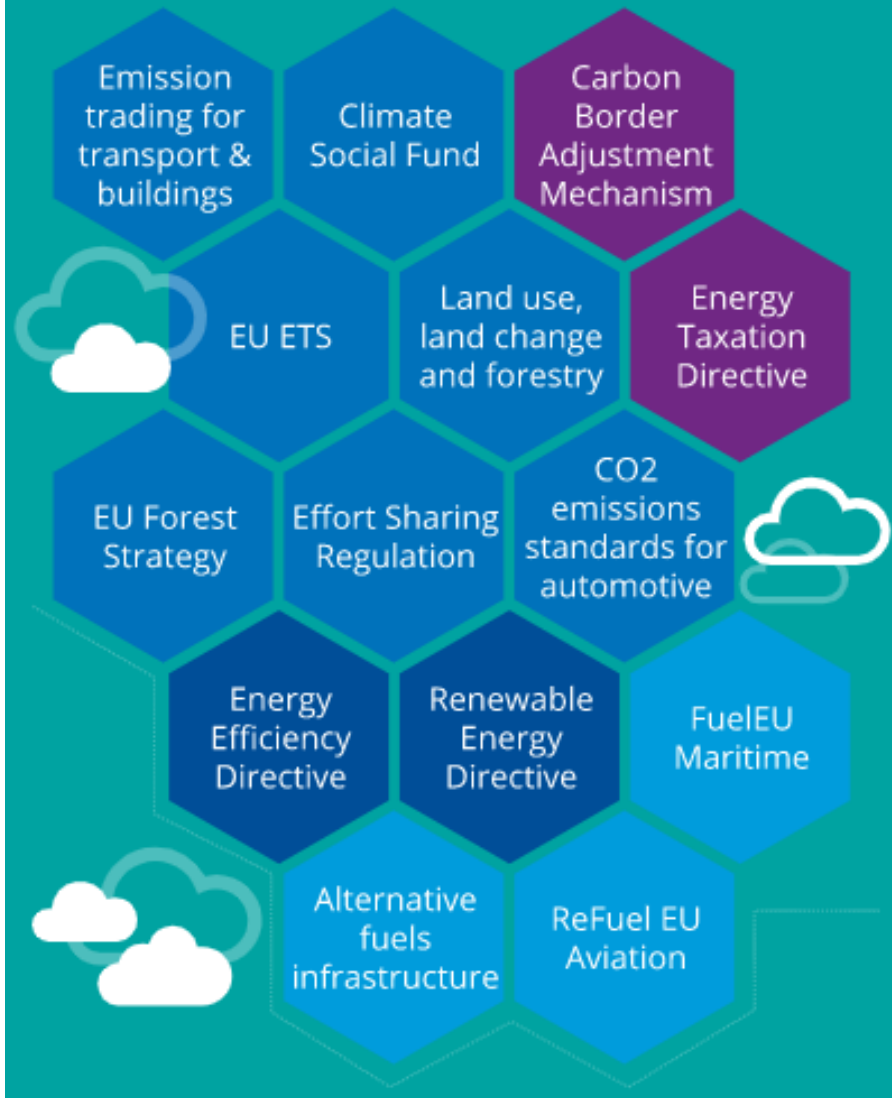 Emission
trading for
transport &
buildings
Climate
Social Fund
Carbon
Border
Adjustment
Mechanism
EU ETS
Land use,
land change
and forestry
Energy
Taxation
Directive
EU Forest
Strategy
Effort Sharing
Regulation
CO2
emissions
standards for
automotive
Energy
Efficiency
Directive
Renewable
Energy
Directive
FuelEU
Maritime
Alternative
fuels
infrastructure
ReFuel EU
Aviation